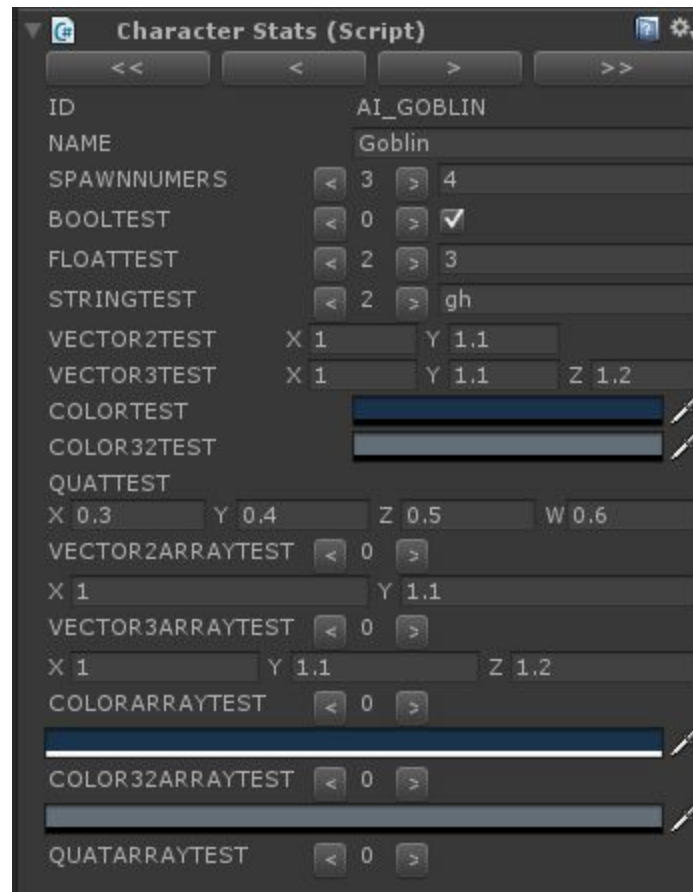 Character Stats (Script)
<< < > >>
ID AI_GOBLIN
NAME Goblin
SPAWNNUMERS < 3 > 4
BOOLTEST < 0 >
FLOATTEST < 2 > 3
STRINGTEST < 2 > gh
VECTOR2TEST X 1 Y 1.1
VECTOR3TEST X 1 Y 1.1 Z 1.2
COLORTEST
COLOR32TEST
QUATTEST
X 0.3 Y 0.4 Z 0.5 W 0.6
VECTOR2ARRAYTEST < 0 >
X 1 Y 1.1
VECTOR3ARRAYTEST < 0 >
X 1 Y 1.1 Z 1.2
COLORARRAYTEST < 0 >
COLOR32ARRAYTEST < 0 >
QUATARRAYTEST < 0 >